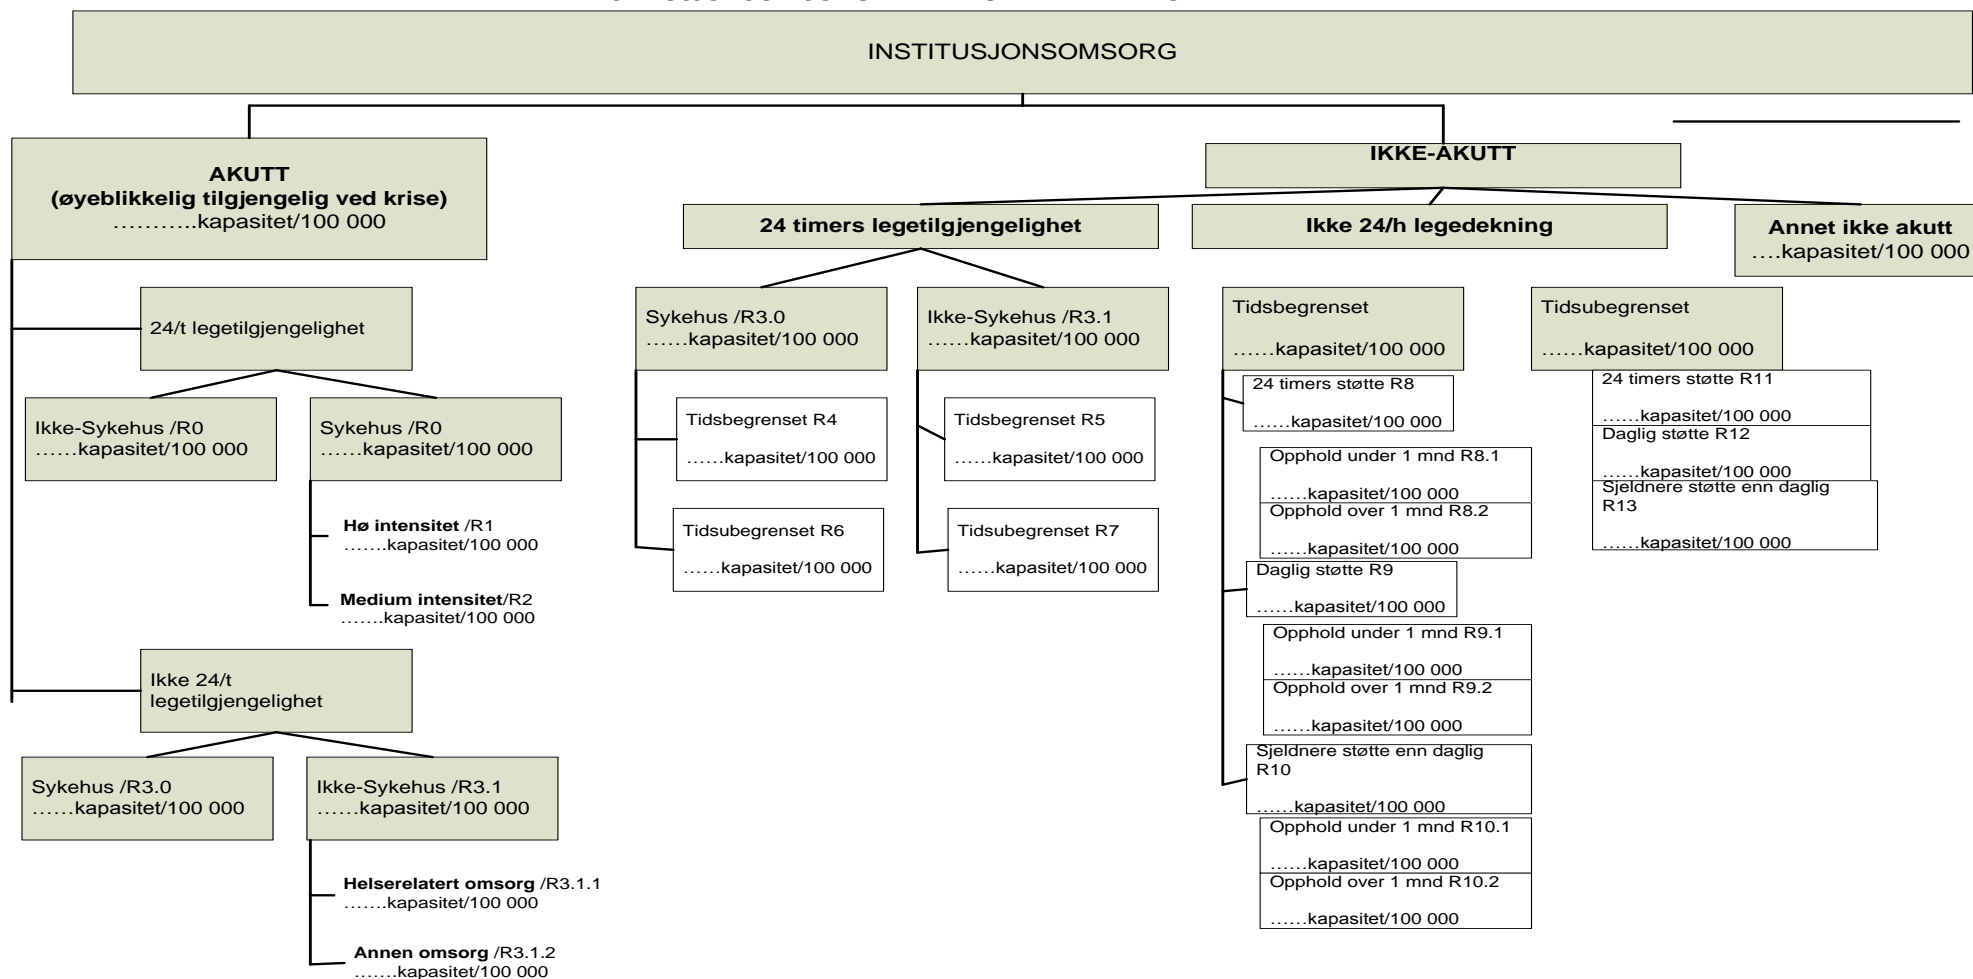 INSTITUSJONSOMSORG
AKUTT
(øyeblikkelig tilgjengelig ved krise)
………..kapasitet/100 000
24/t legetilgjengelighet
Ikke-Sykehus /R0
……kapasitet/100 000
Sykehus /R0
……kapasitet/100 000
Hø intensitet /R1
…….kapasitet/100 000
Medium intensitet/R2
…….kapasitet/100 000
Ikke 24/t
legetilgjengelighet
Sykehus /R3.0
……kapasitet/100 000
Ikke-Sykehus /R3.1
……kapasitet/100 000
Helserelatert omsorg /R3.1.1
…….kapasitet/100 000
Annen omsorg /R3.1.2
…….kapasitet/100 000
IKKE-AKUTT
24 timers legetilgjengelighet
Sykehus /R3.0
……kapasitet/100 000
Tidsbegrenset R4
……kapasitet/100 000
Tidsubegrenset R6
……kapasitet/100 000
Ikke-Sykehus /R3.1
……kapasitet/100 000
Tidsbegrenset R5
……kapasitet/100 000
Tidsubegrenset R7
……kapasitet/100 000
Ikke 24/h legedekning
Tidsbegrenset
……kapasitet/100 000
24 timers støtte R8
……kapasitet/100 000
Opphold under 1 mnd R8.1
……kapasitet/100 000
Opphold over 1 mnd R8.2
……kapasitet/100 000
Daglig støtte R9
……kapasitet/100 000
Opphold under 1 mnd R9.1
……kapasitet/100 000
Opphold over 1 mnd R9.2
……kapasitet/100 000
Sjeldnere støtte enn daglig
R10
……kapasitet/100 000
Opphold under 1 mnd R10.1
……kapasitet/100 000
Opphold over 1 mnd R10.2
……kapasitet/100 000
Tidsubegrenset
……kapasitet/100 000
24 timers støtte R11
……kapasitet/100 000
Daglig støtte R12
……kapasitet/100 000
Sjeldnere støtte enn daglig
R13
……kapasitet/100 000
Annet ikke akutt
….kapasitet/100 000